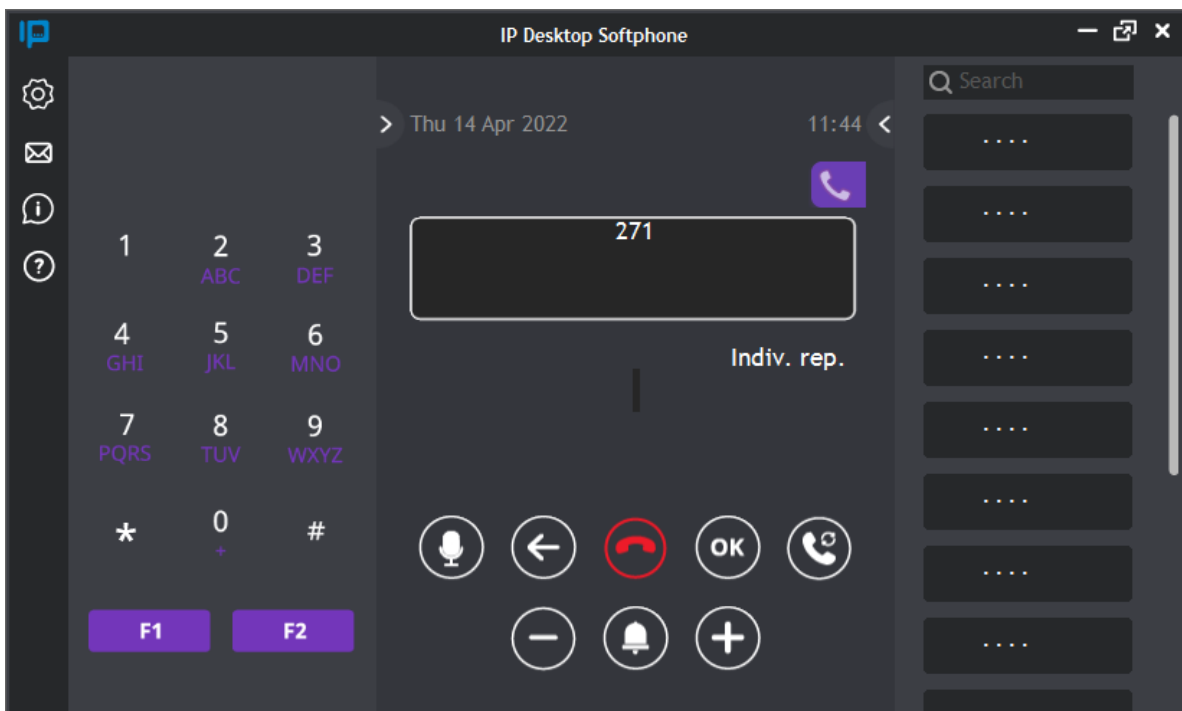 IP Desktop Softphone
Search
Thu 14 Apr 2022 11:44
271
Indiv. rep.
1 2 3
ABC DEF
4 5 6
GHI JKL MNO
7 8 9
PQRS TUV WXYZ
* 0 #
+
F1 F2
OK
....
....
....
....
....
....
....
....